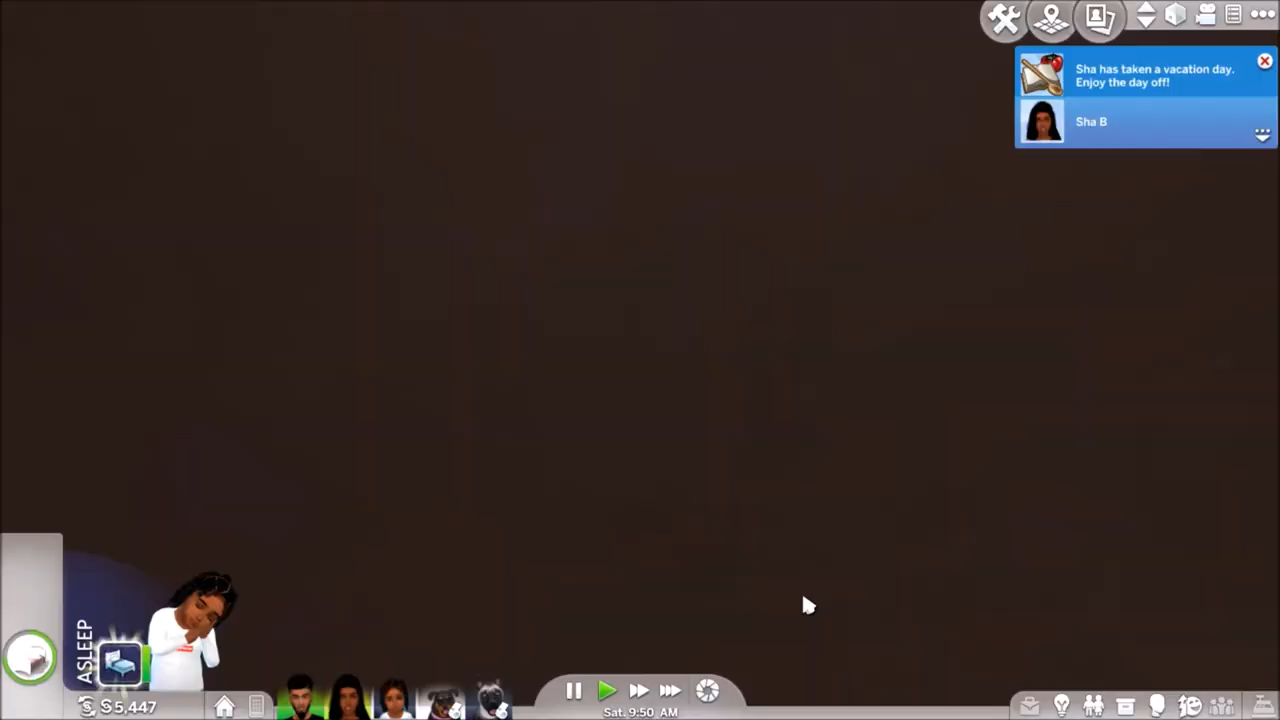 Sha has taken a vacation day.
Enjoy the day off!
Sha B
ASLEEP
5,447
Sat. 9:50 AM